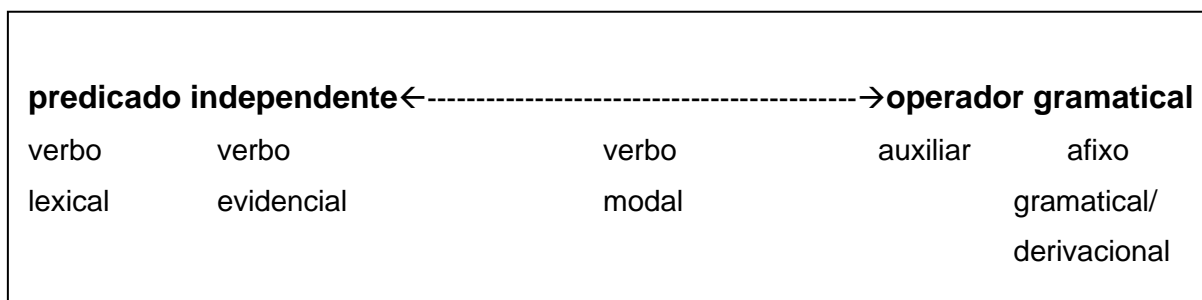 predicado independente←--------------------------------------------→operador gramatical
verbo verbo verbo auxiliar afixo
lexical evidencial modal gramatical/
derivacional